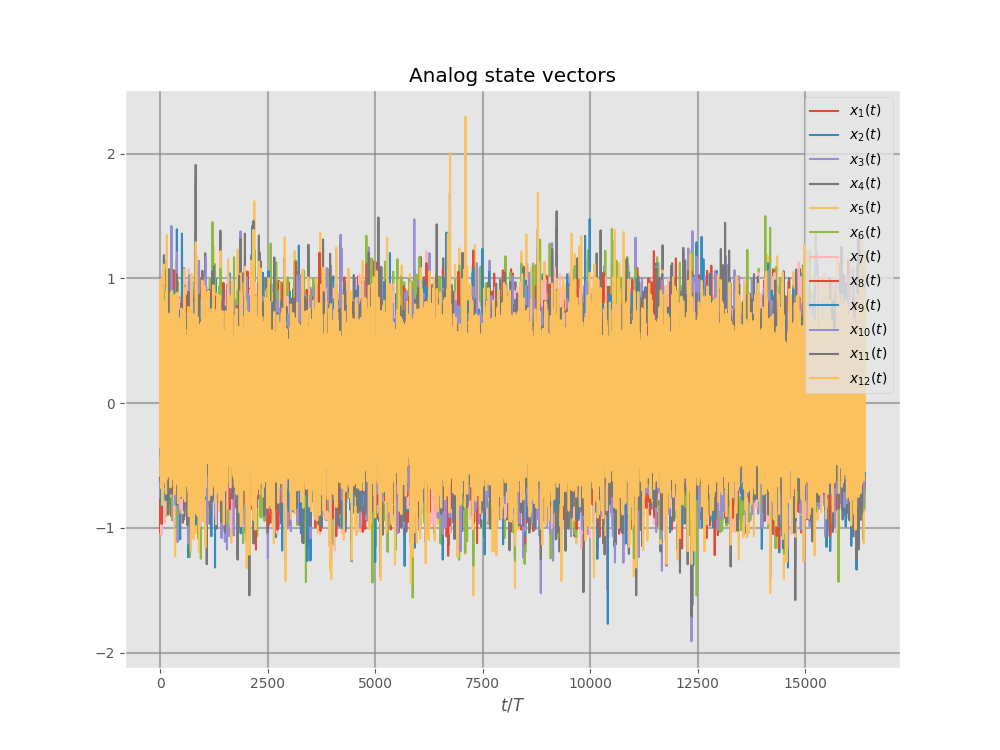 Analog state vectors
x₁(t)
x₂(t)
x₃(t)
x₄(t)
x₅(t)
x₆(t)
x₇(t)
x₈(t)
x₉(t)
x₁₀(t)
x₁₁(t)
x₁₂(t)
2
1
0
−1
−2
0 2500 5000 7500 10000 12500 15000
t/T